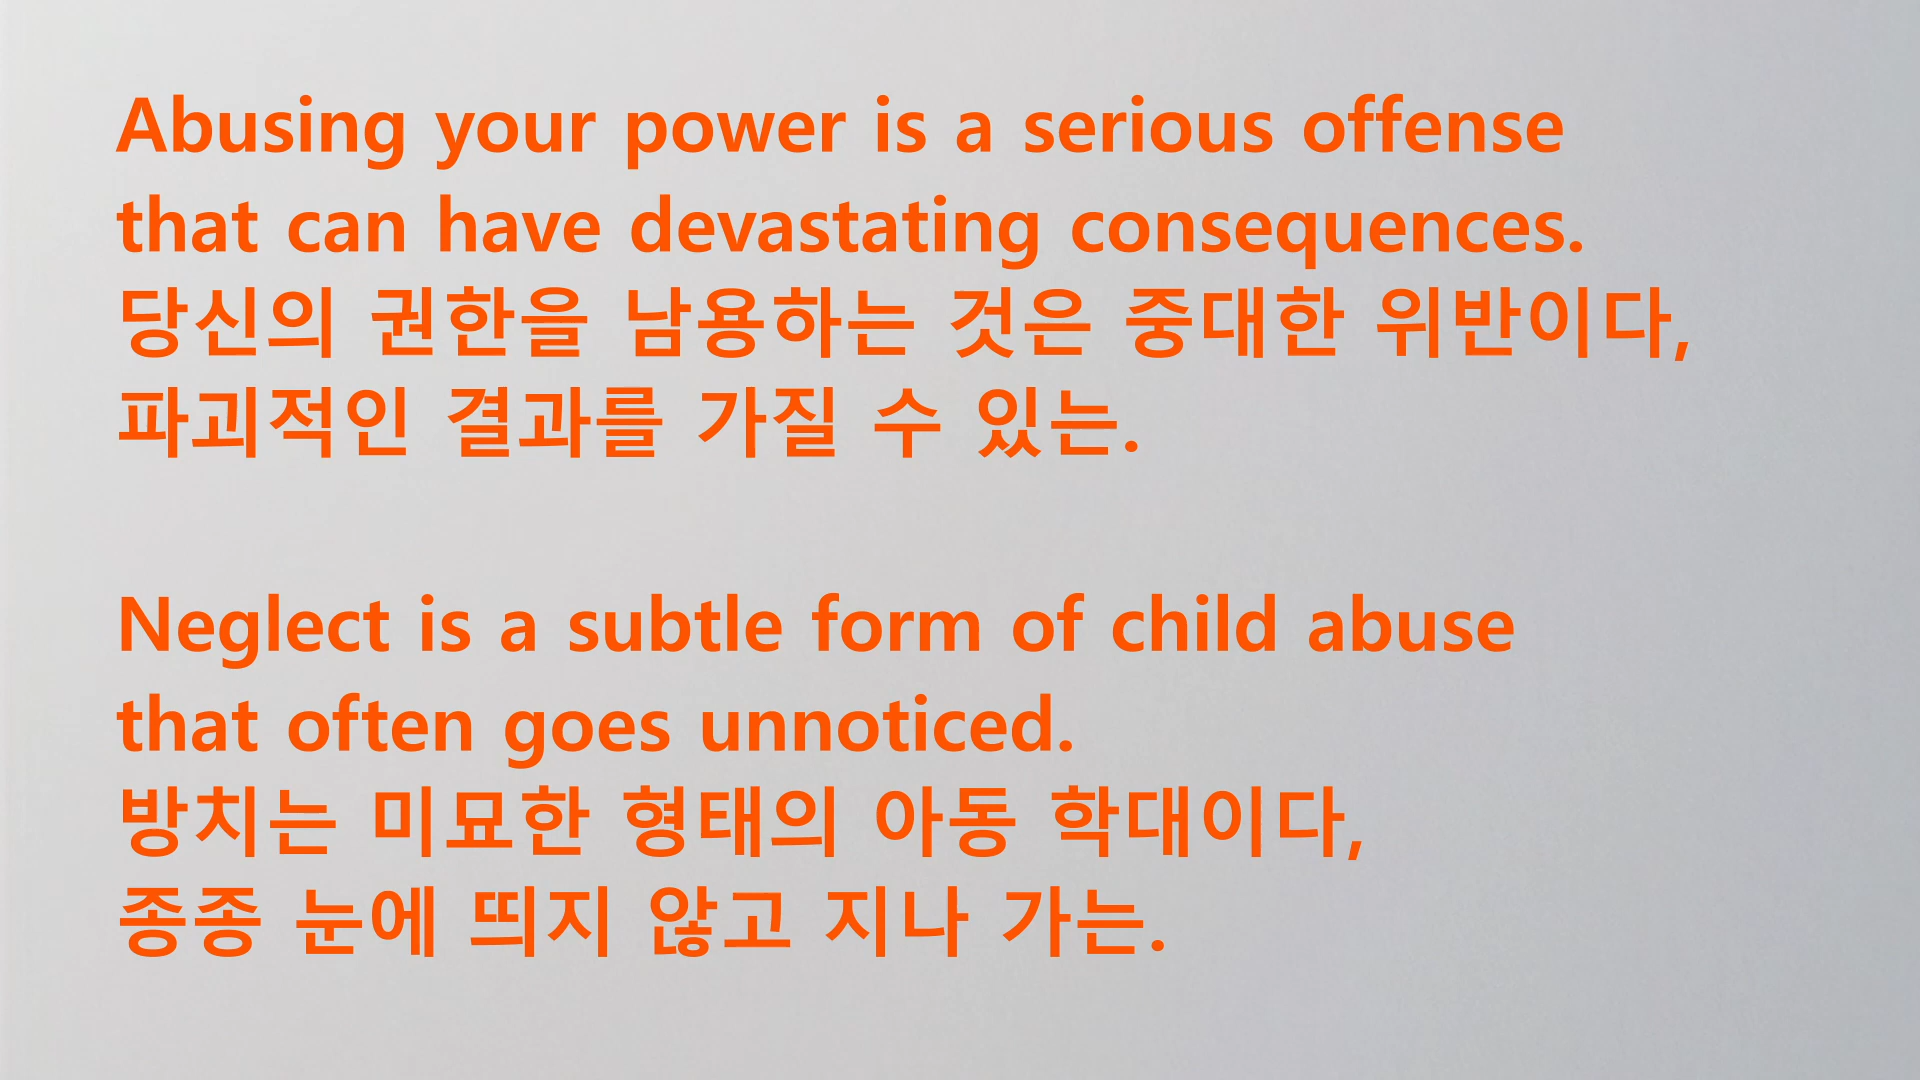 Abusing your power is a serious offense
that can have devastating consequences.
당신의 권한을 남용하는 것은 중대한 위반이다,
파괴적인 결과를 가질 수 있는.
Neglect is a subtle form of child abuse
that often goes unnoticed.
방치는 미묘한 형태의 아동 학대이다,
종종 눈에 띄지 않고 지나 가는.